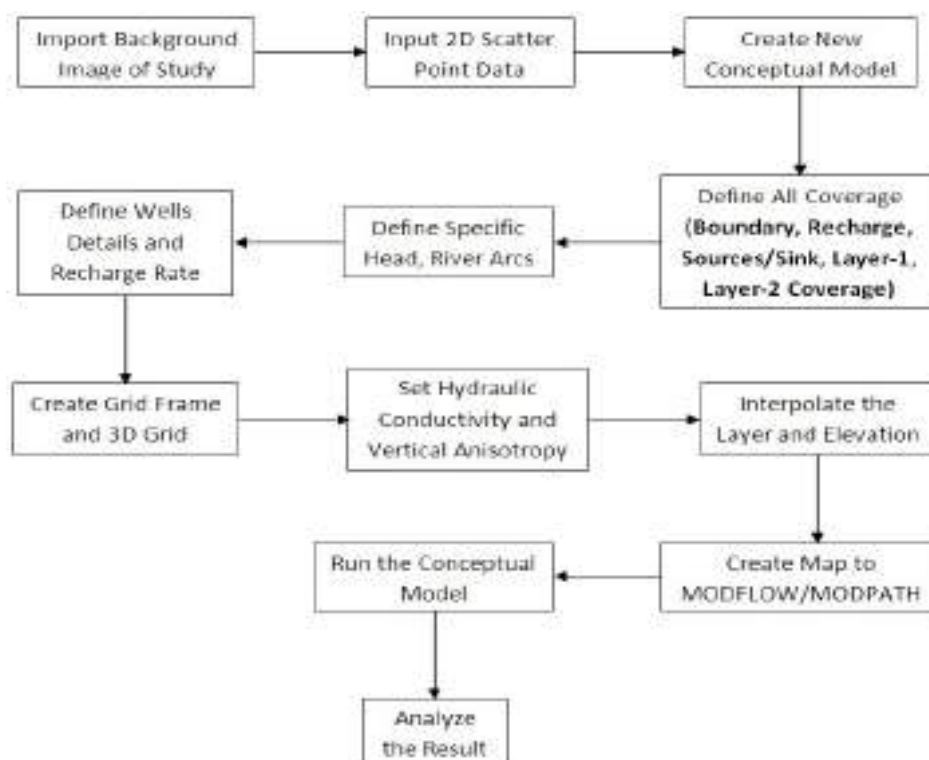 Import Background
Image of Study
Input 2D Scatter
Point Data
Create New
Conceptual Model
Define All Coverage
(Boundary, Recharge,
Sources/Sink, Layer-1,
Layer-2 Coverage)
Define Specific
Head, River Arcs
Define Wells
Details and
Recharge Rate
Create Grid Frame
and 3D Grid
Set Hydraulic
Conductivity and
Vertical Anisotropy
Interpolate the
Layer and Elevation
Create Map to
MODFLOW/MODPATH
Run the Conceptual
Model
Analyze
the Result